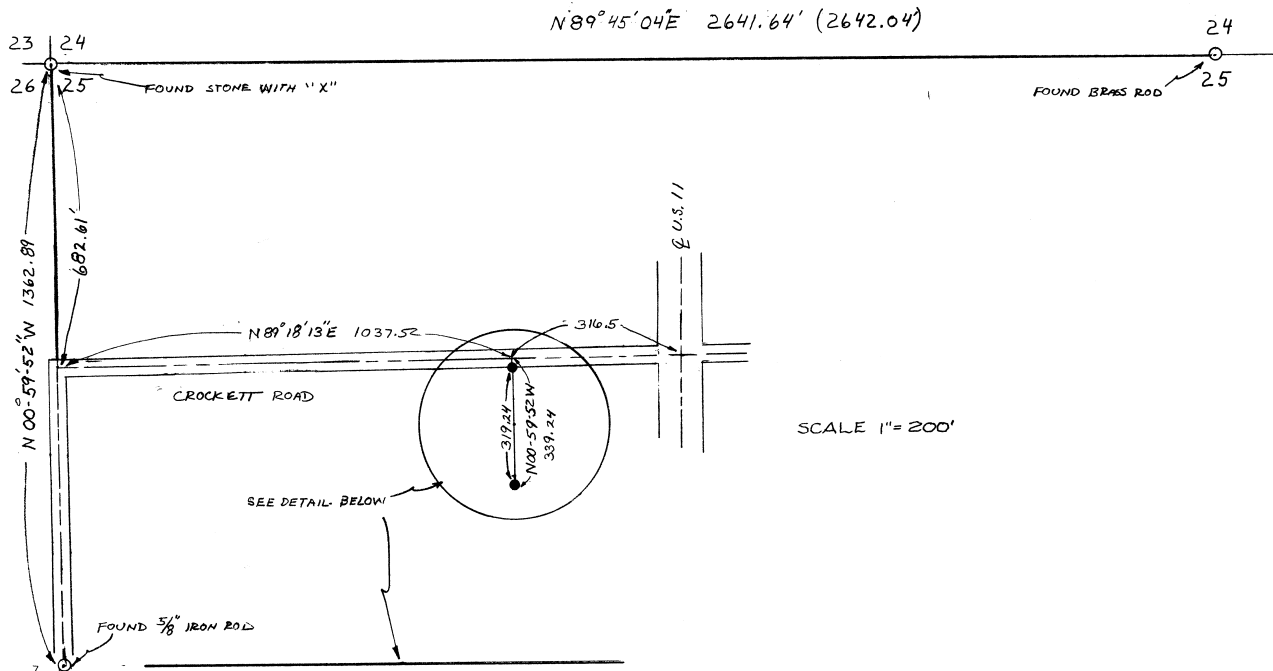 N 89° 45' 04" E 2641.64' (2642.04')
23 24
24
26 25
25
FOUND STONE WITH "X"
FOUND BRASS ROD
N 00°-59'-52" W 1362.89
682.61'
℄ U.S. 11
N 89° 18' 13" E 1037.52
316.5
CROCKETT ROAD
319.24
N00-59-52W
339.24
SCALE 1" = 200'
SEE DETAIL BELOW
FOUND 5/8" IRON ROD